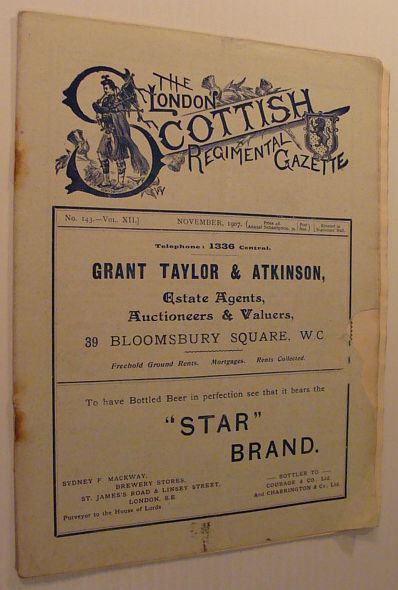 THE
LONDON
SCOTTISH
REGIMENTAL
GAZETTE
No. 143.—Vol. XII.] NOVEMBER, 1907.
Telephone: 1336 Central.
GRANT TAYLOR & ATKINSON,
Estate Agents,
Auctioneers & Valuers,
39 BLOOMSBURY SQUARE, W.C
Freehold Ground Rents. Mortgages. Rents Collected.
To have Bottled Beer in perfection see that it bears the
"STAR"
BRAND.
SYDNEY F. MACKWAY,
BREWERY STORES,
ST. JAMES'S ROAD & LINSEY STREET,
LONDON, S.E.
Purveyor to the House of Lords
— BOTTLER TO —
COURAGE & CO. Ltd.
And CHARRINGTON & Co., Ltd.